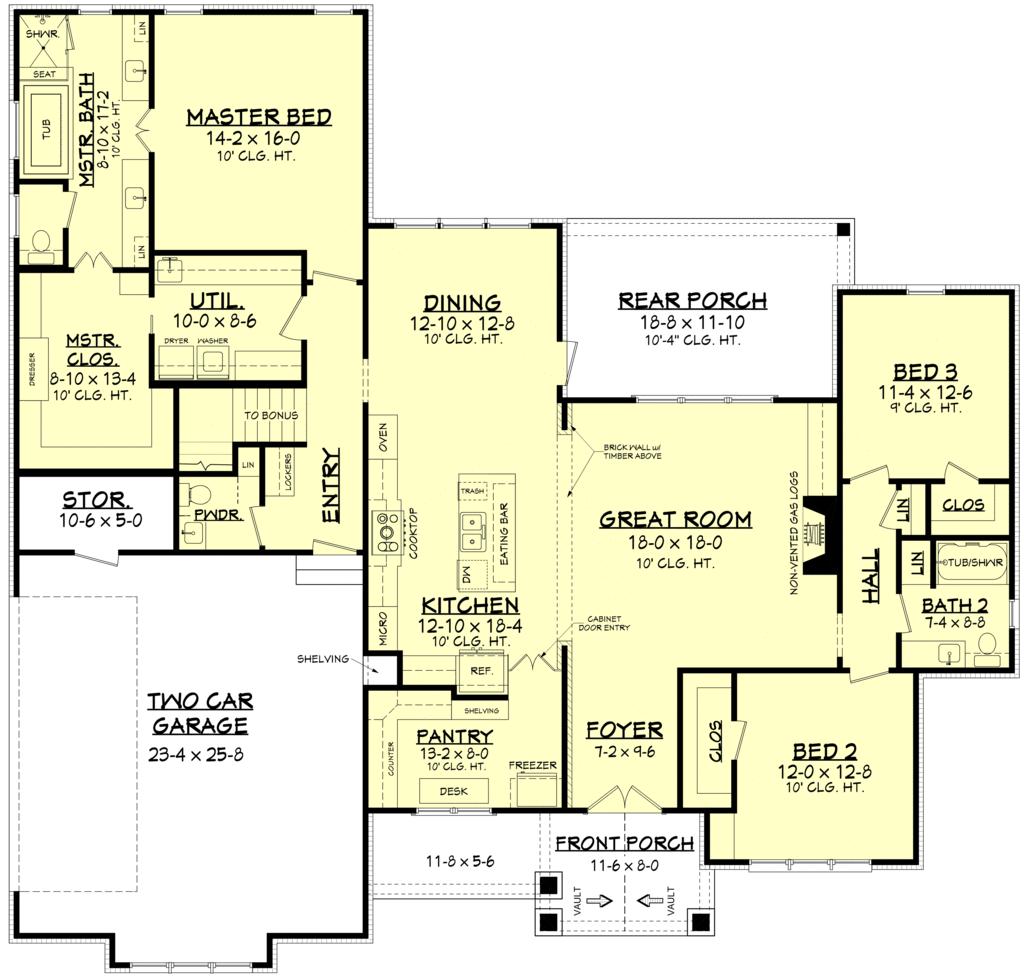 SHWR.
SEAT
TUB
LIN
MSTR. BATH
8-10 x 17-2
10' CLG. HT.
LIN
MASTER BED
14-2 x 16-0
10' CLG. HT.
UTIL.
10-0 x 8-6
DRYER
WASHER
MSTR.
CLOS.
8-10 x 13-4
10' CLG. HT.
DRESSER
TO BONUS
LIN
LOCKERS
ENTRY
PWDR.
STOR.
10-6 x 5-0
DINING
12-10 x 12-8
10' CLG. HT.
REAR PORCH
18-8 x 11-10
10'-4" CLG. HT.
BED 3
11-4 x 12-6
9' CLG. HT.
OVEN
BRICK WALL w/
TIMBER ABOVE
TRASH
EATING BAR
COOKTOP
DW
GREAT ROOM
18-0 x 18-0
10' CLG. HT.
NON-VENTED GAS LOGS
LIN
CLOS
HALL
LIN
TUB/SHWR
BATH 2
7-4 x 8-8
KITCHEN
12-10 x 18-4
10' CLG. HT.
MICRO
CABINET
DOOR ENTRY
SHELVING
REF.
TWO CAR
GARAGE
23-4 x 25-8
SHELVING
PANTRY
13-2 x 8-0
10' CLG. HT.
COUNTER
FREEZER
DESK
FOYER
7-2 x 9-6
CLOS
BED 2
12-0 x 12-8
10' CLG. HT.
11-8 x 5-6
FRONT PORCH
11-6 x 8-0
VAULT
VAULT